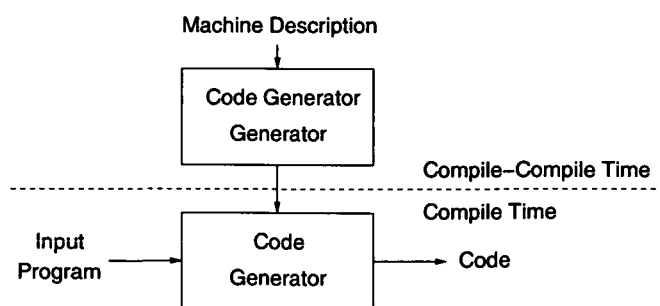 Machine Description
Code Generator
Generator
Compile–Compile Time
Compile Time
Input
Program
Code
Generator
Code